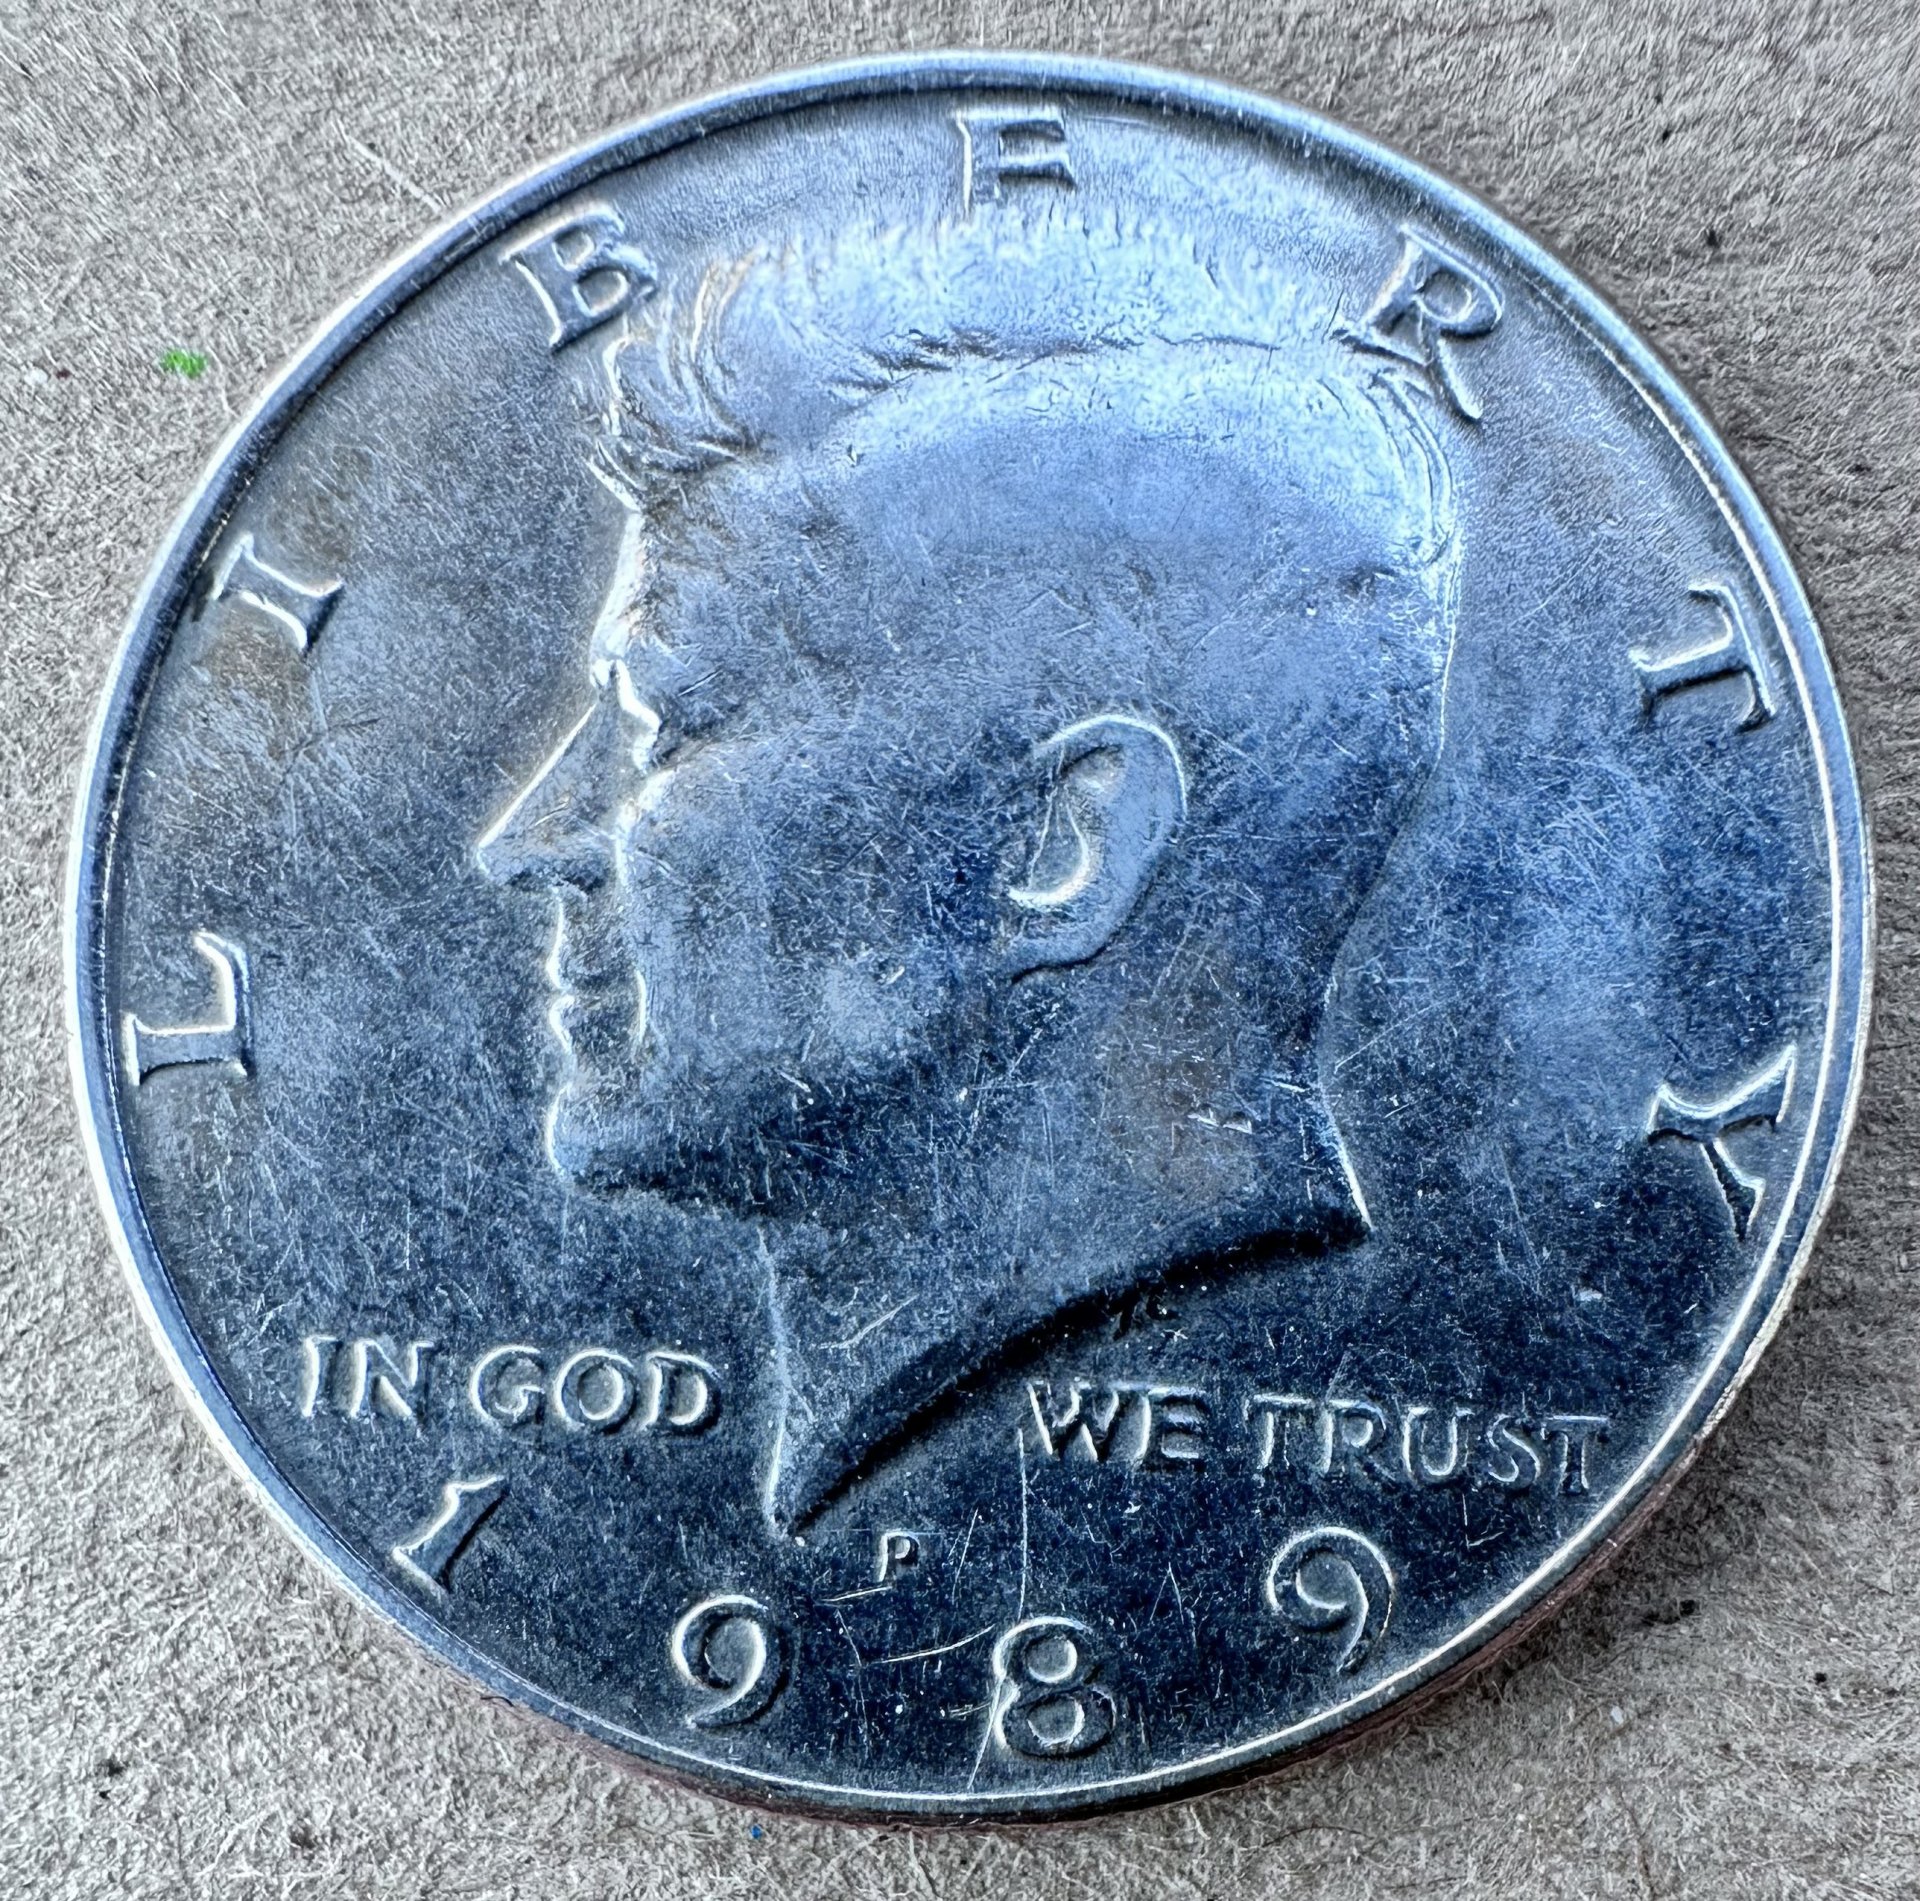 LIBERTY
IN GOD WE TRUST
P
1989